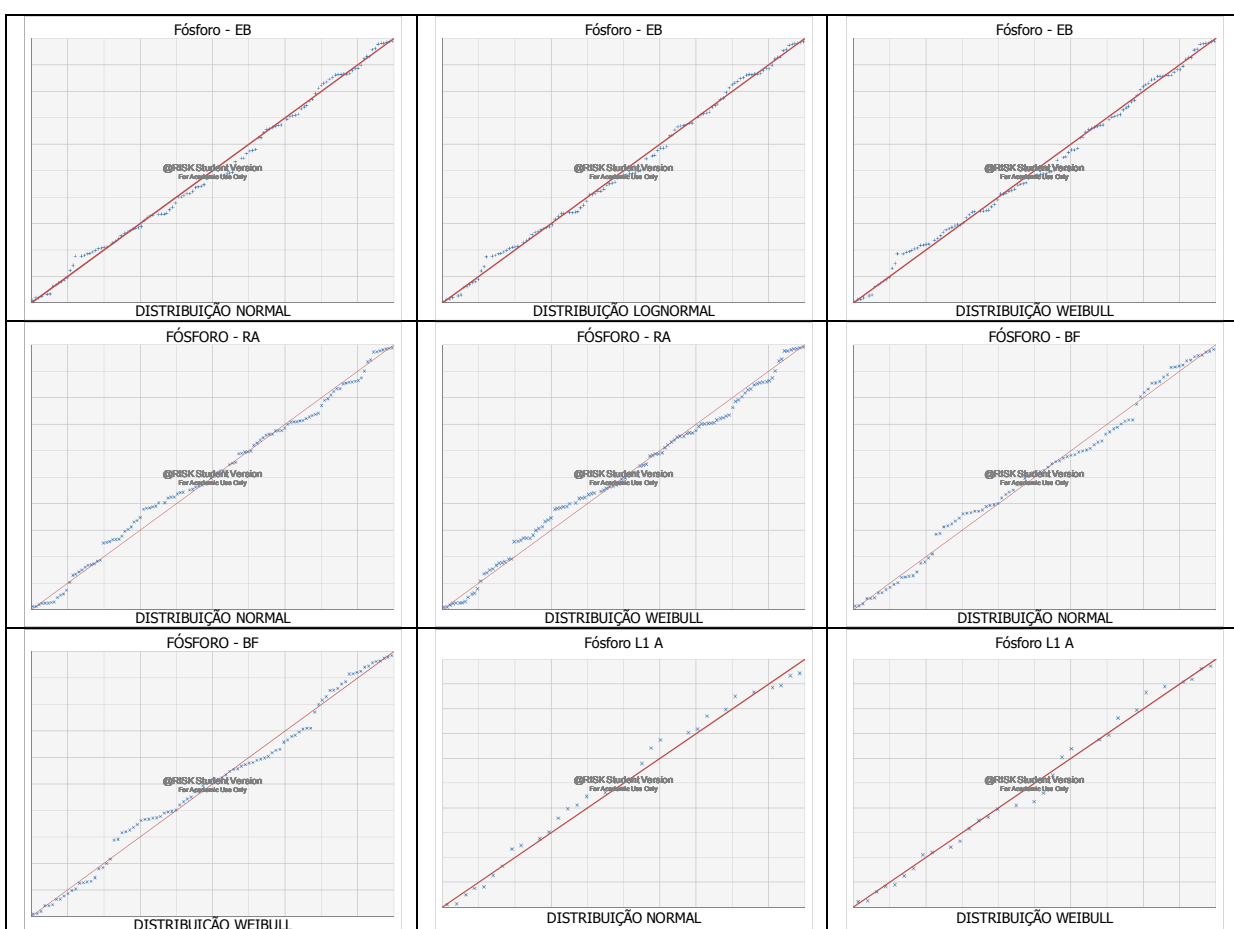 Fósforo - EB
@RISK Student Version
For Academic Use Only
DISTRIBUIÇÃO NORMAL
Fósforo - EB
@RISK Student Version
For Academic Use Only
DISTRIBUIÇÃO LOGNORMAL
Fósforo - EB
@RISK Student Version
For Academic Use Only
DISTRIBUIÇÃO WEIBULL
FÓSFORO - RA
@RISK Student Version
For Academic Use Only
DISTRIBUIÇÃO NORMAL
FÓSFORO - RA
@RISK Student Version
For Academic Use Only
DISTRIBUIÇÃO WEIBULL
FÓSFORO - BF
@RISK Student Version
For Academic Use Only
DISTRIBUIÇÃO NORMAL
FÓSFORO - BF
@RISK Student Version
For Academic Use Only
DISTRIBUIÇÃO WEIBULL
Fósforo L1 A
@RISK Student Version
For Academic Use Only
DISTRIBUIÇÃO NORMAL
Fósforo L1 A
@RISK Student Version
For Academic Use Only
DISTRIBUIÇÃO WEIBULL